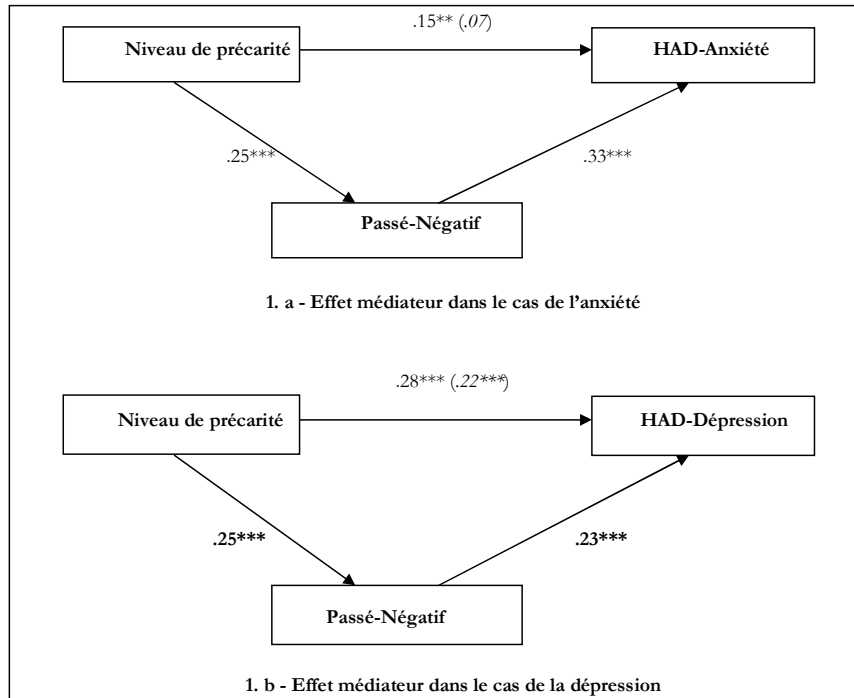 .15** (.07)
Niveau de précarité
HAD-Anxiété
.25***
.33***
Passé-Négatif
1. a - Effet médiateur dans le cas de l'anxiété
.28*** (.22***)
Niveau de précarité
HAD-Dépression
.25***
.23***
Passé-Négatif
1. b - Effet médiateur dans le cas de la dépression